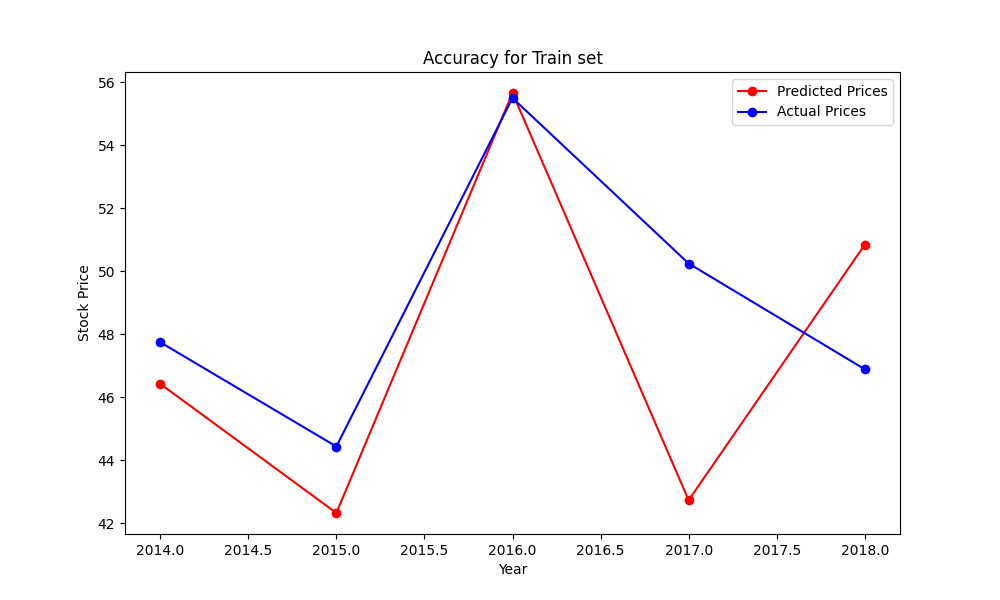 Accuracy for Train set
Predicted Prices
Actual Prices
56
54
52
50
48
46
44
42
Stock Price
2014.0 2014.5 2015.0 2015.5 2016.0 2016.5 2017.0 2017.5 2018.0
Year